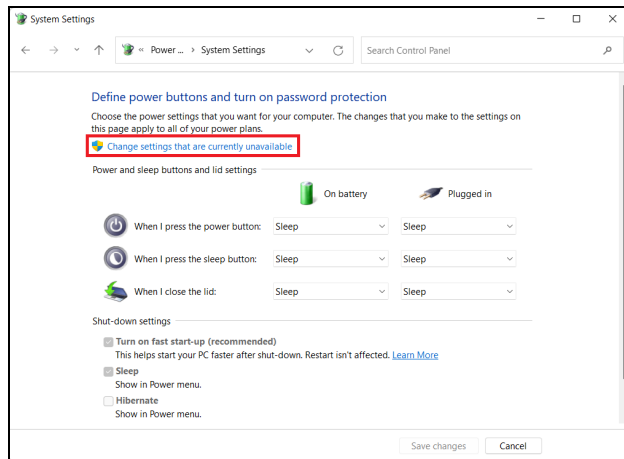 System Settings
« Power ... › System Settings
Search Control Panel
Define power buttons and turn on password protection
Choose the power settings that you want for your computer. The changes that you make to the settings on
this page apply to all of your power plans.
Change settings that are currently unavailable
Power and sleep buttons and lid settings
On battery Plugged in
When I press the power button: Sleep Sleep
When I press the sleep button: Sleep Sleep
When I close the lid: Sleep Sleep
Shut-down settings
Turn on fast start-up (recommended)
This helps start your PC faster after shut-down. Restart isn't affected. Learn More
Sleep
Show in Power menu.
Hibernate
Show in Power menu.
Save changes Cancel